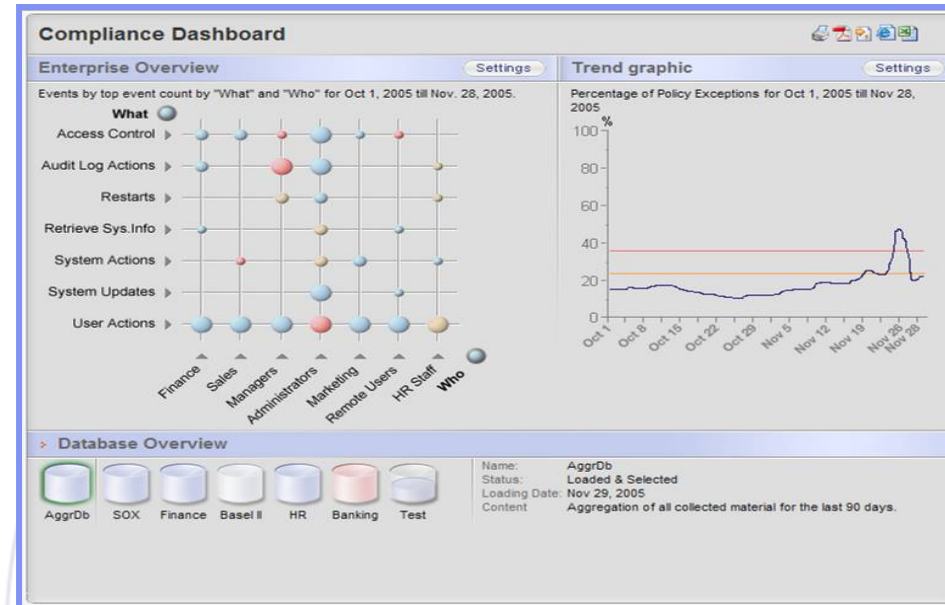 Compliance Dashboard
Enterprise Overview
Settings
Trend graphic
Settings
Events by top event count by "What" and "Who" for Oct 1, 2005 till Nov. 28, 2005.
What
Access Control
Audit Log Actions
Restarts
Retrieve Sys.Info
System Actions
System Updates
User Actions
Finance
Sales
Managers
Administrators
Marketing
Remote Users
HR Staff
Who
Percentage of Policy Exceptions for Oct 1, 2005 till Nov 28,
2005
%
100
80
60
40
20
0
Oct 1
Oct 8
Oct 15
Oct 22
Oct 29
Nov 5
Nov 12
Nov 19
Nov 26
Nov 28
Database Overview
AggrDb
SOX
Finance
Basel II
HR
Banking
Test
Name: AggrDb
Status: Loaded & Selected
Loading Date: Nov 29, 2005
Content Aggregation of all collected material for the last 90 days.